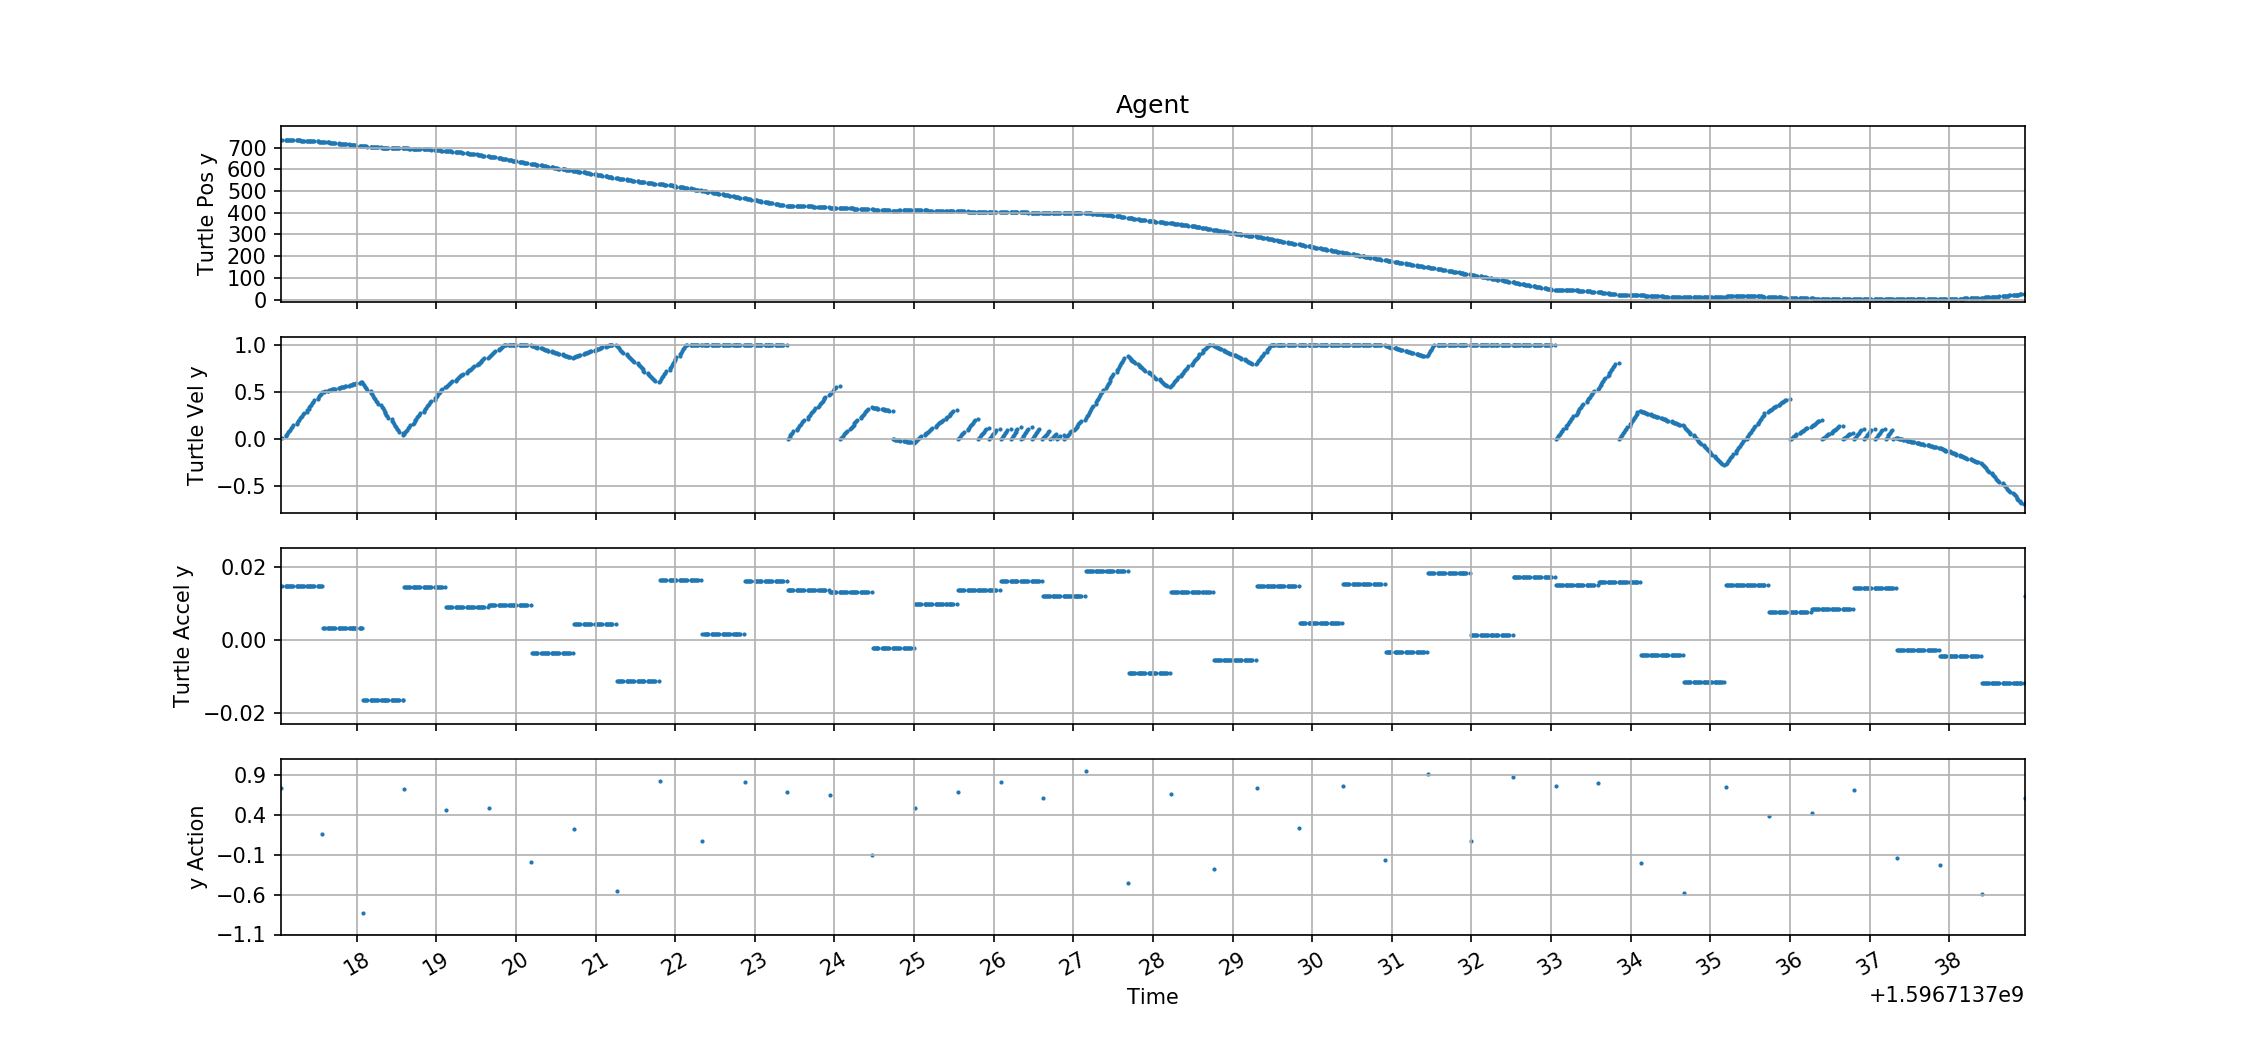 Agent
Turtle Pos y
700
600
500
400
300
200
100
0
Turtle Vel y
1.0
0.5
0.0
−0.5
Turtle Accel y
0.02
0.00
−0.02
y Action
0.9
0.4
−0.1
−0.6
−1.1
18 19 20 21 22 23 24 25 26 27 28 29 30 31 32 33 34 35 36 37 38
Time
+1.5967137e9